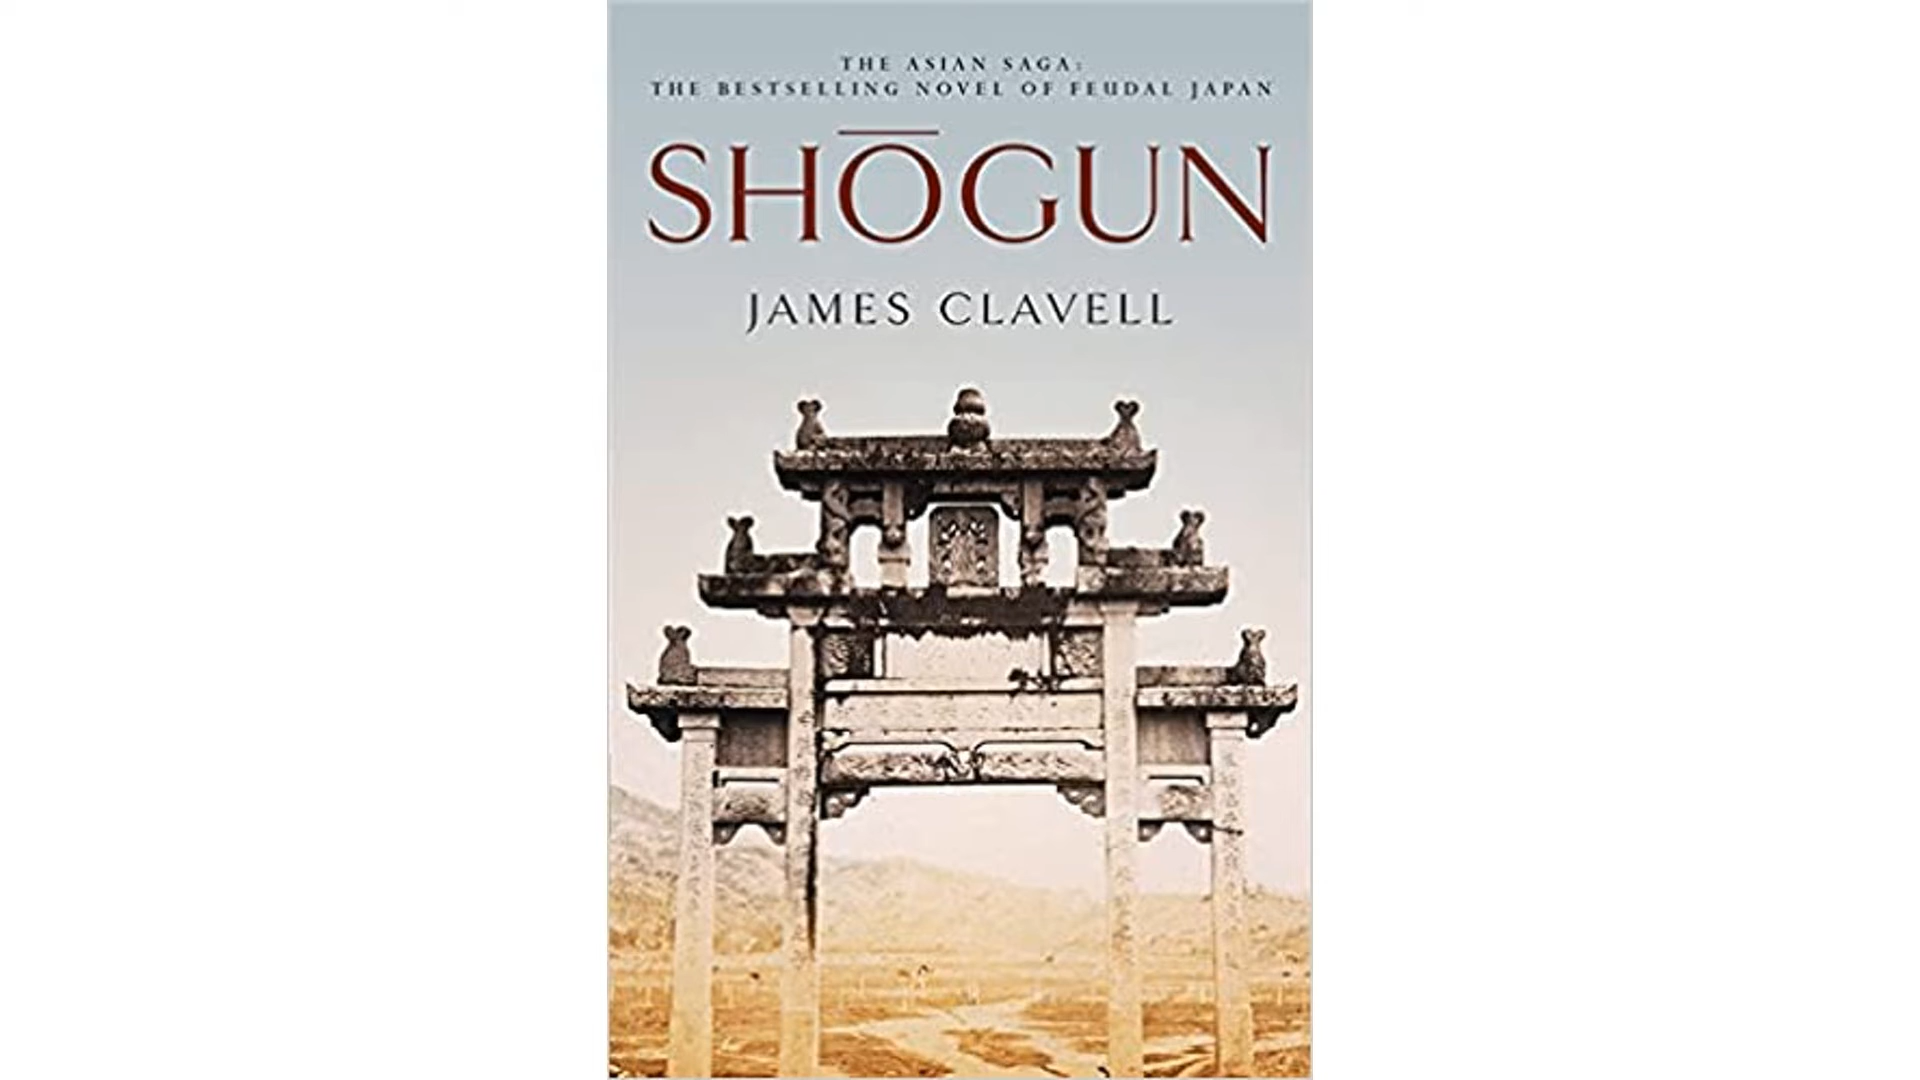 THE ASIAN SAGA:
THE BESTSELLING NOVEL OF FEUDAL JAPAN
SHŌGUN
JAMES CLAVELL